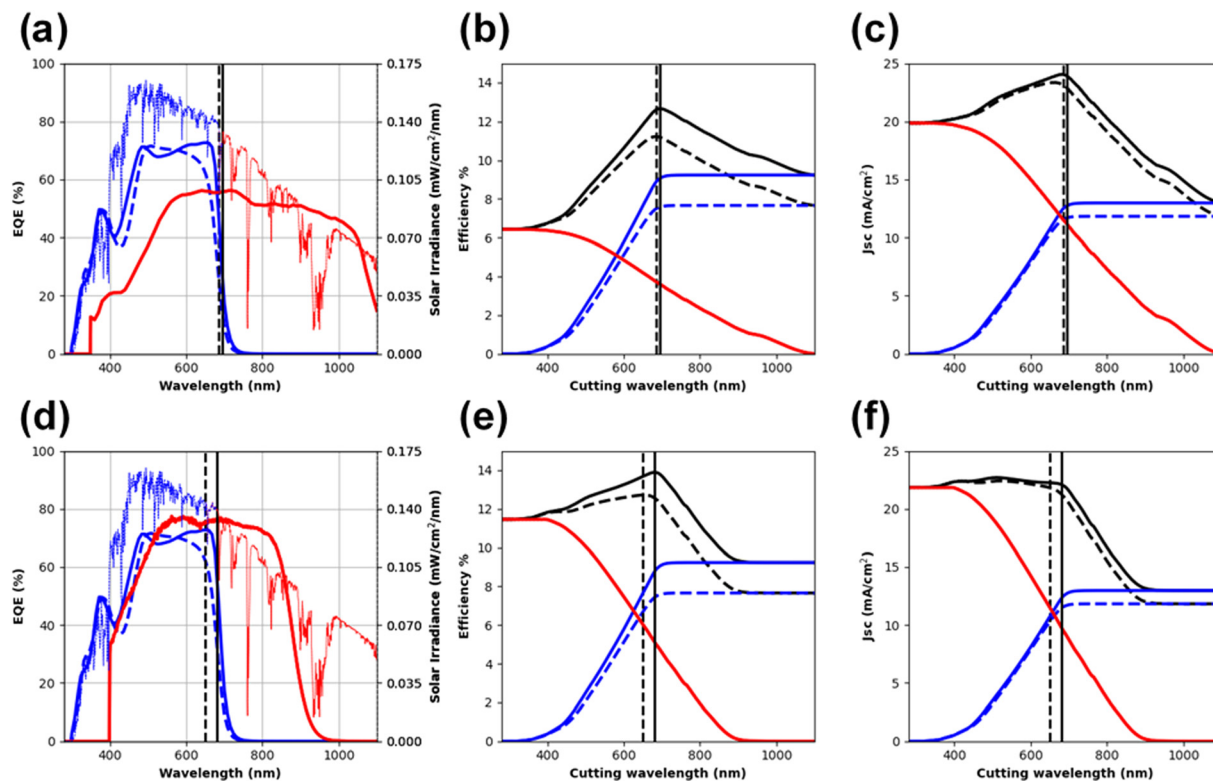 (a)
100
80
60
40
20
0
EQE (%)
0.175
0.140
0.105
0.070
0.035
0.000
Solar Irradiance (mW/cm²/nm)
400 600 800 1000
Wavelength (nm)
(b)
14
12
10
8
6
4
2
0
Efficiency %
400 600 800 1000
Cutting wavelength (nm)
(c)
25
20
15
10
5
0
Jsc (mA/cm²)
400 600 800 1000
Cutting wavelength (nm)
(d)
100
80
60
40
20
0
EQE (%)
0.175
0.140
0.105
0.070
0.035
0.000
Solar Irradiance (mW/cm²/nm)
400 600 800 1000
Wavelength (nm)
(e)
14
12
10
8
6
4
2
0
Efficiency %
400 600 800 1000
Cutting wavelength (nm)
(f)
25
20
15
10
5
0
Jsc (mA/cm²)
400 600 800 1000
Cutting wavelength (nm)